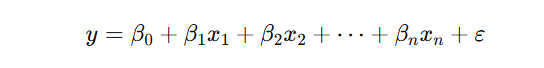 y = β₀ + β₁x₁ + β₂x₂ + ⋯ + βₙxₙ + ε